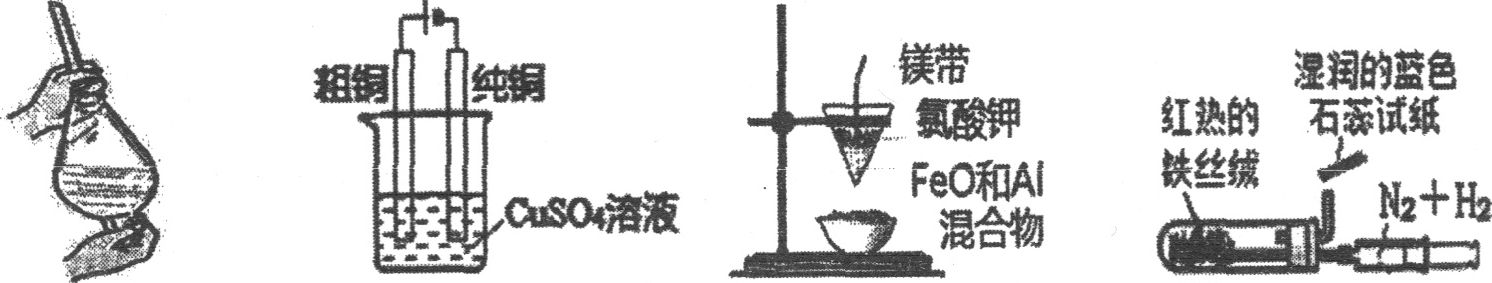 粗铜
纯铜
CuSO₄溶液
镁带
氯酸钾
FeO和Al
混合物
红热的
铁丝绒
湿润的蓝色
石蕊试纸
N₂+H₂